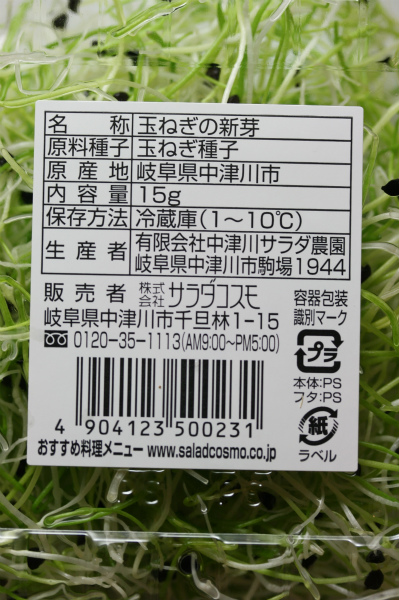 名 称 玉ねぎの新芽
原料種子 玉ねぎ種子
原産地 岐阜県中津川市
内容量 15g
保存方法 冷蔵庫(1～10℃)
生産者 有限会社中津川サラダ農園
岐阜県中津川市駒場1944
販売者 株式会社 サラダコスモ
岐阜県中津川市千旦林1-15
0120-35-1113(AM9:00～PM5:00)
容器包装
識別マーク
プラ
本体:PS
フタ:PS
紙
ラベル
4 904123 500231
おすすめ料理メニュー www.saladcosmo.co.jp